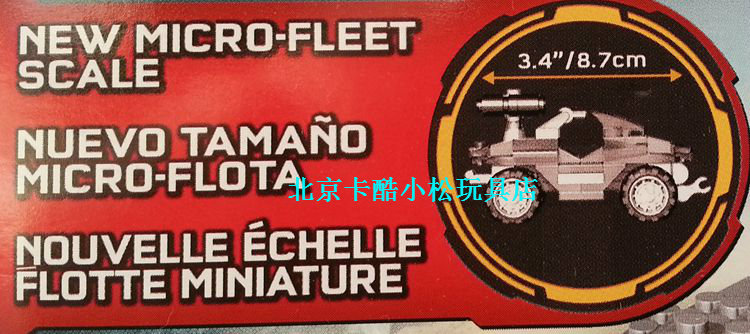 NEW MICRO-FLEET
SCALE
NUEVO TAMAÑO
MICRO-FLOTA
NOUVELLE ÉCHELLE
FLOTTE MINIATURE
3.4"/8.7cm
北京卡酷小松玩具店